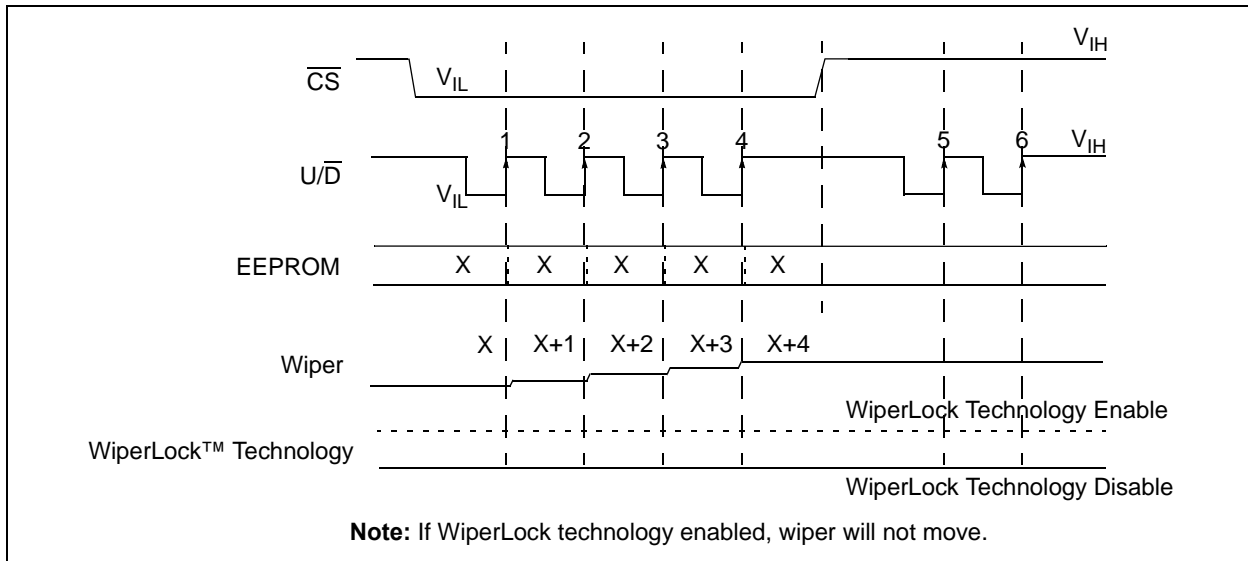 V_IH
C̅S̅ V_IL
1 2 3 4 5 6 V_IH
U/D̅
V_IL
EEPROM X X X X X
X X+1 X+2 X+3 X+4
Wiper
WiperLock Technology Enable
WiperLock™ Technology
WiperLock Technology Disable
Note: If WiperLock technology enabled, wiper will not move.